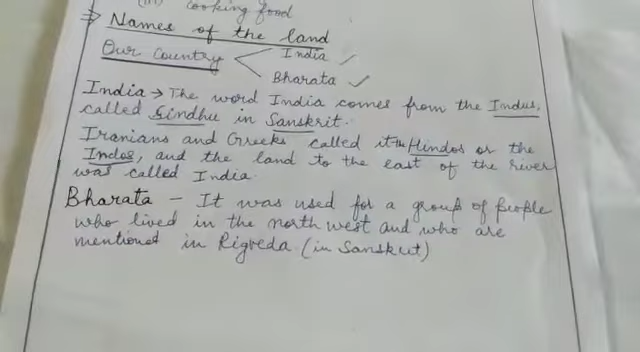 (iii) cooking food
⇒ Names of the land
Our Country < India ✓
Bharata ✓
India → The word India comes from the Indus,
called Sindhu in Sanskrit.
Iranians and Greeks called it the Hindos or the
Indos, and the land to the east of the river
was called India.
Bharata - It was used for a group of people
who lived in the north west and who are
mentioned in Rigveda. (in Sanskrit)